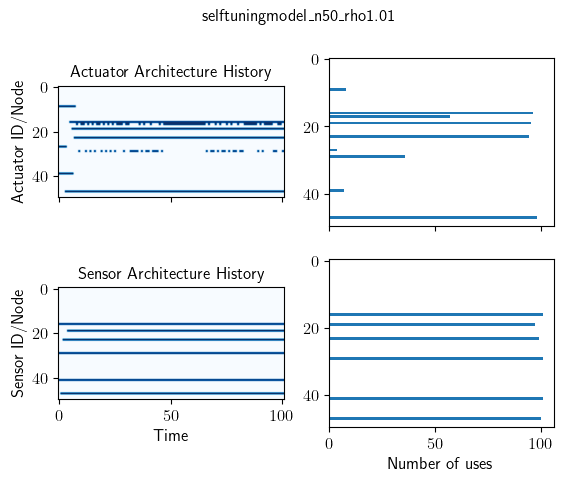 selftuningmodel_n50_rho1.01
Actuator Architecture History
Actuator ID/Node
0
20
40
0
20
40
Sensor Architecture History
Sensor ID/Node
0
20
40
0
50
100
Time
0
20
40
0
50
100
Number of uses